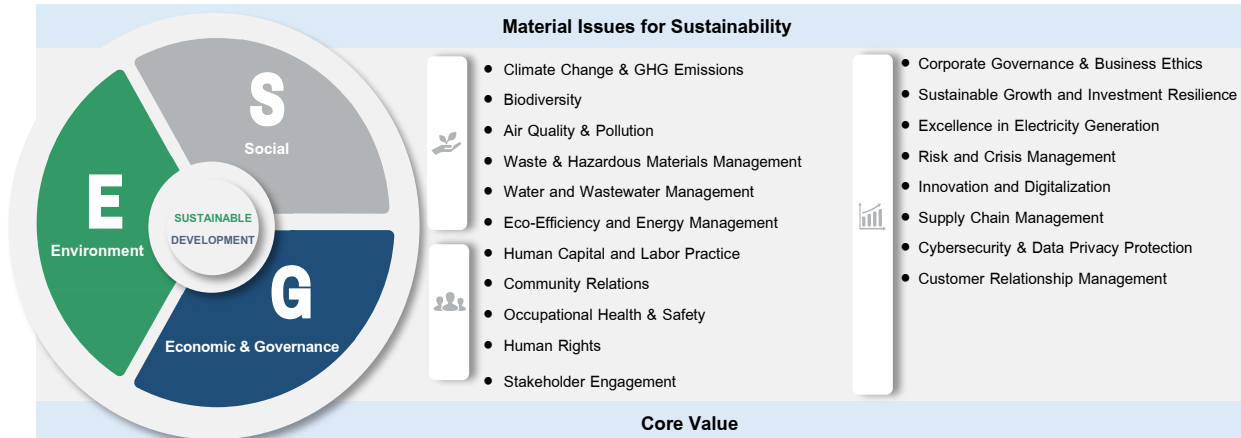 Material Issues for Sustainability
S
Social
E
Environment
SUSTAINABLE
DEVELOPMENT
G
Economic & Governance
Climate Change & GHG Emissions
Biodiversity
Air Quality & Pollution
Waste & Hazardous Materials Management
Water and Wastewater Management
Eco-Efficiency and Energy Management
Human Capital and Labor Practice
Community Relations
Occupational Health & Safety
Human Rights
Stakeholder Engagement
Corporate Governance & Business Ethics
Sustainable Growth and Investment Resilience
Excellence in Electricity Generation
Risk and Crisis Management
Innovation and Digitalization
Supply Chain Management
Cybersecurity & Data Privacy Protection
Customer Relationship Management
Core Value